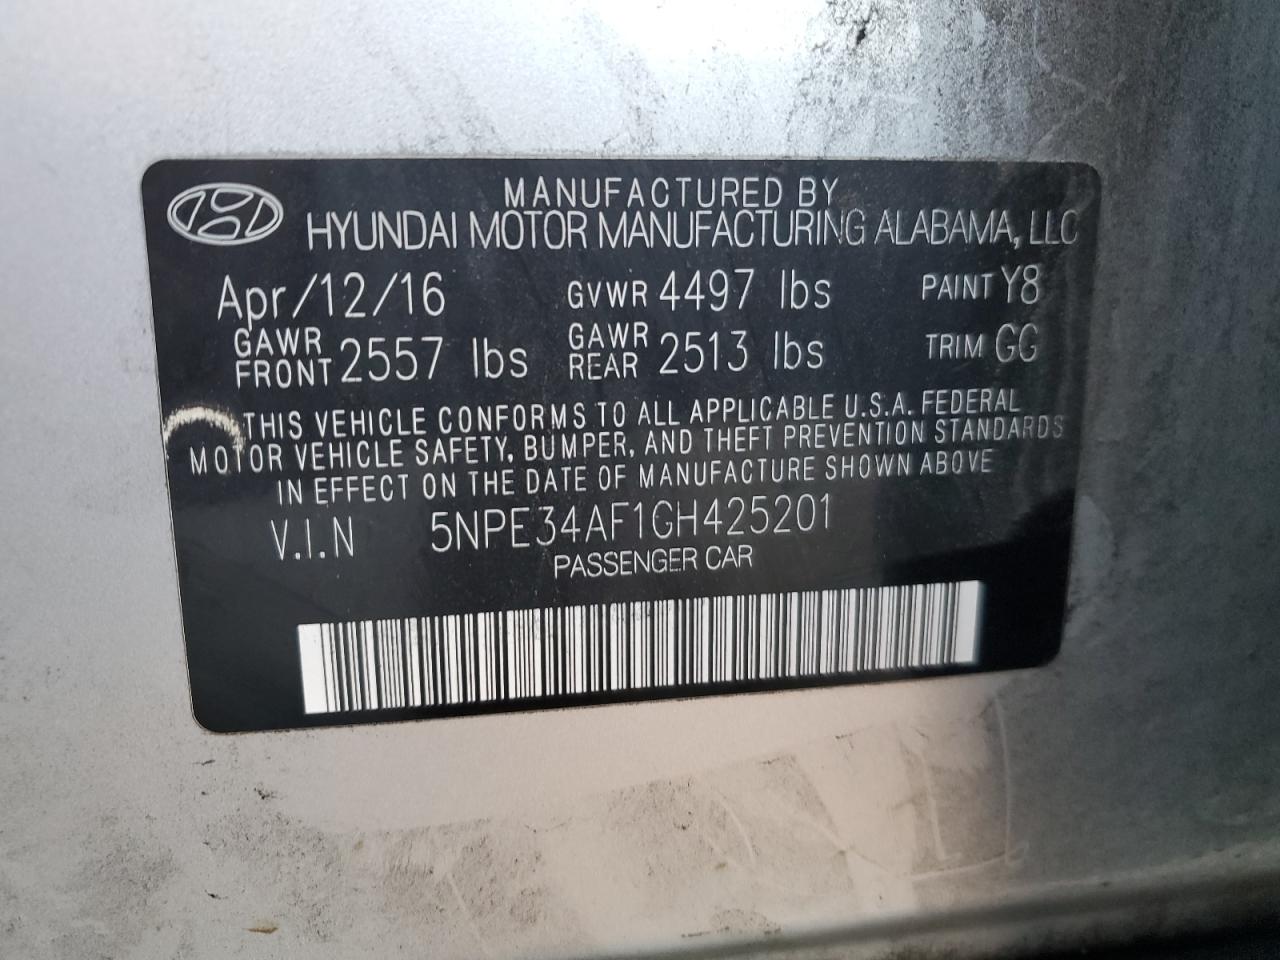 MANUFACTURED BY
HYUNDAI MOTOR MANUFACTURING ALABAMA, LLC
Apr/12/16 GVWR 4497 lbs PAINT Y8
GAWR FRONT 2557 lbs GAWR REAR 2513 lbs TRIM GG
THIS VEHICLE CONFORMS TO ALL APPLICABLE U.S.A. FEDERAL
MOTOR VEHICLE SAFETY, BUMPER, AND THEFT PREVENTION STANDARDS
IN EFFECT ON THE DATE OF MANUFACTURE SHOWN ABOVE
V.I.N 5NPE34AF1GH425201
PASSENGER CAR